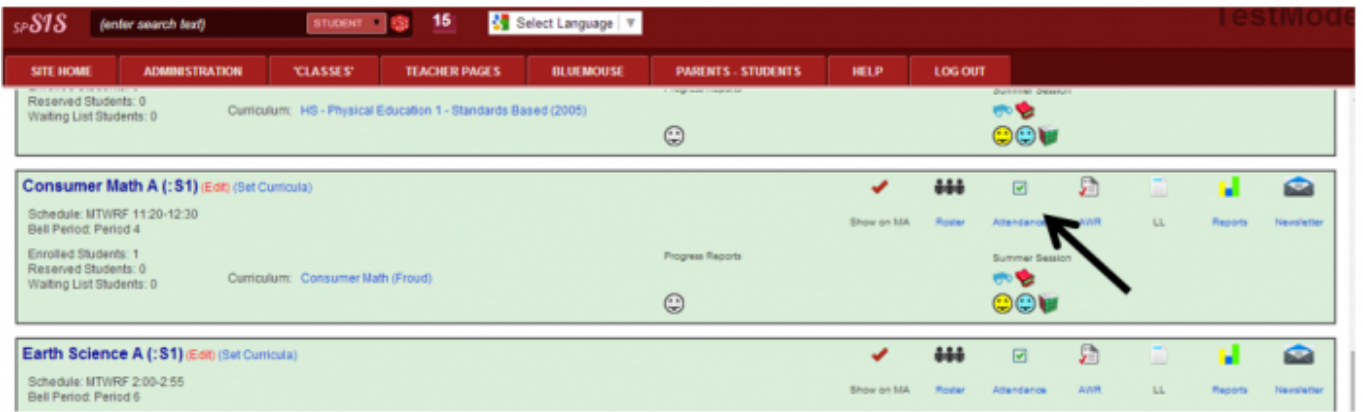 SPSIS (enter search text) STUDENT 15 Select Language
TestMode
SITE HOME ADMINISTRATION 'CLASSES' TEACHER PAGES BLUEMOUSE PARENTS - STUDENTS HELP LOG OUT
Enrolled Students: Progress Reports Summer Session
Reserved Students: 0
Waiting List Students: 0 Curriculum: HS - Physical Education 1 - Standards Based (2005)
Consumer Math A (:S1) (Edit) (Set Curricula)
Schedule: MTWRF 11:20-12:30
Bell Period: Period 4 Show on MA Roster Attendance AWR LL Reports Newsletter
Enrolled Students: 1 Progress Reports Summer Session
Reserved Students: 0
Waiting List Students: 0 Curriculum: Consumer Math (Froud)
Earth Science A (:S1) (Edit) (Set Curricula)
Schedule: MTWRF 2:00-2:55
Bell Period: Period 6 Show on MA Roster Attendance AWR LL Reports Newsletter